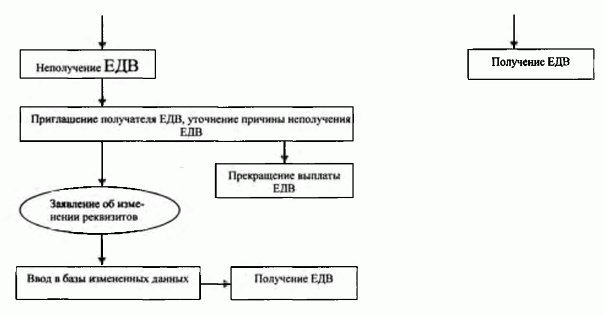 Неполучение ЕДВ
Получение ЕДВ
Приглашение получателя ЕДВ, уточнение причины неполучения
ЕДВ
Прекращение выплаты
ЕДВ
Заявление об изме-
нении реквизитов
Ввод в базы измененных данных
Получение ЕДВ